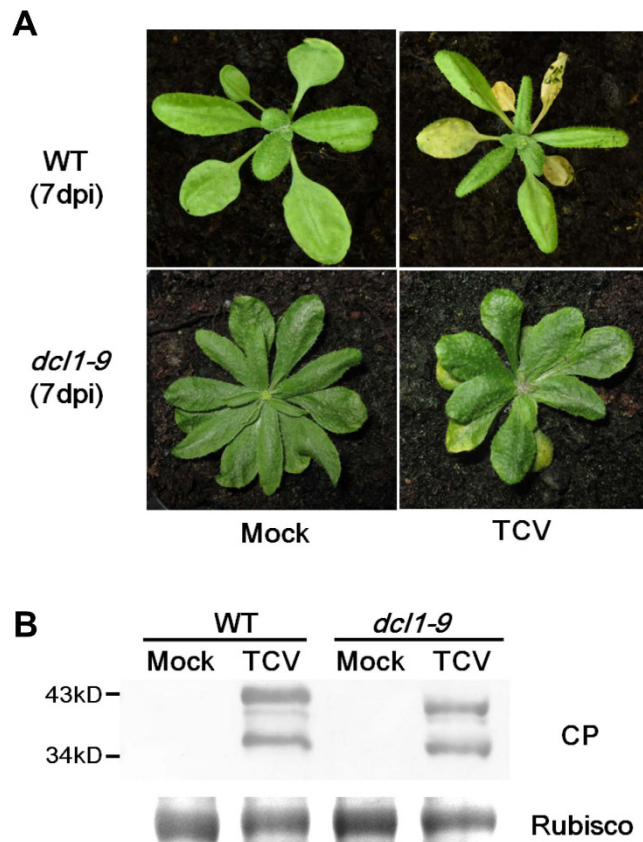 A
WT
(7dpi)
dcl1-9
(7dpi)
Mock TCV
B
WT dcl1-9
Mock TCV Mock TCV
43kD
34kD
CP
Rubisco